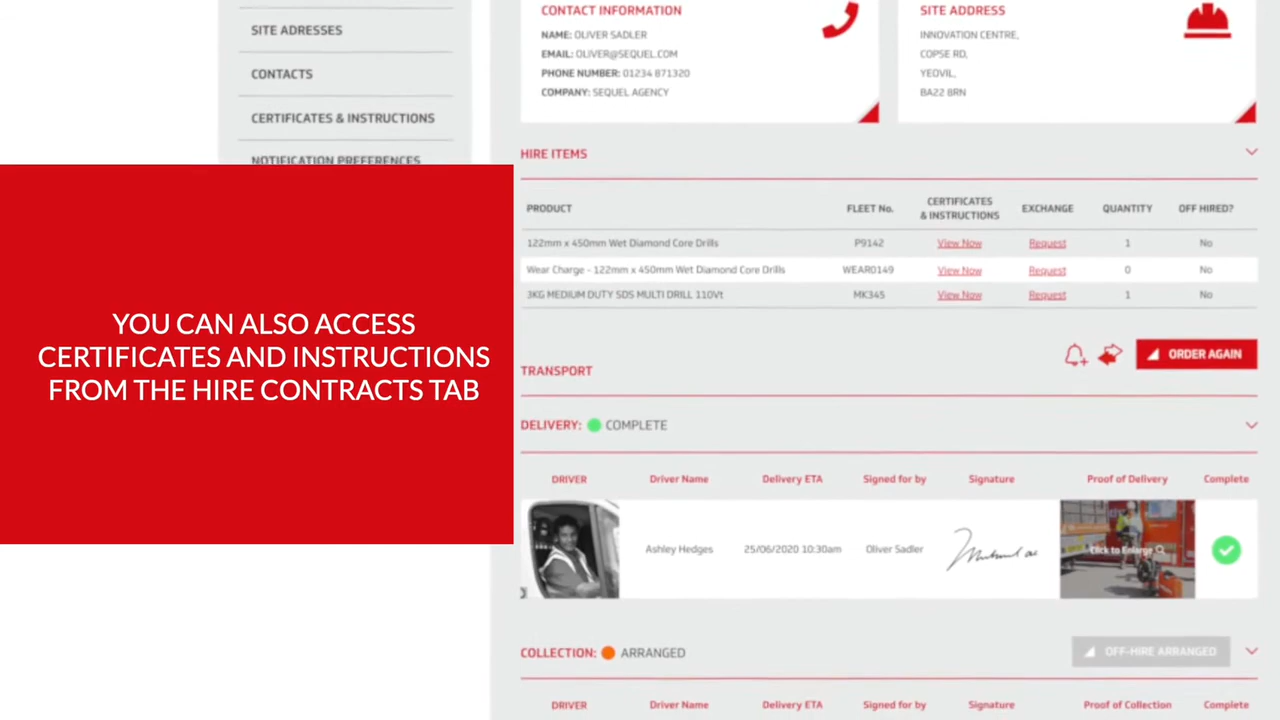 SITE ADRESSES
CONTACTS
CERTIFICATES & INSTRUCTIONS
NOTIFICATION PREFERENCES
YOU CAN ALSO ACCESS
CERTIFICATES AND INSTRUCTIONS
FROM THE HIRE CONTRACTS TAB
CONTACT INFORMATION
NAME: OLIVER SADLER
EMAIL: OLIVER@SEQUEL.COM
PHONE NUMBER: 01234 871320
COMPANY: SEQUEL AGENCY
SITE ADDRESS
INNOVATION CENTRE,
COPSE RD,
YEOVIL,
BA22 8RN
HIRE ITEMS
PRODUCT FLEET No. CERTIFICATES & INSTRUCTIONS EXCHANGE QUANTITY OFF HIRED?
122mm x 450mm Wet Diamond Core Drills P9142 View Now Request 1 No
Wear Charge - 122mm x 450mm Wet Diamond Core Drills WEAR0149 View Now Request 0 No
3KG MEDIUM DUTY SDS MULTI DRILL 110Vt MK345 View Now Request 1 No
ORDER AGAIN
TRANSPORT
DELIVERY: COMPLETE
DRIVER Driver Name Delivery ETA Signed for by Signature Proof of Delivery Complete
Ashley Hedges 25/06/2020 10:30am Oliver Sadler Click to Enlarge
COLLECTION: ARRANGED OFF-HIRE ARRANGED
DRIVER Driver Name Delivery ETA Signed for by Signature Proof of Collection Complete